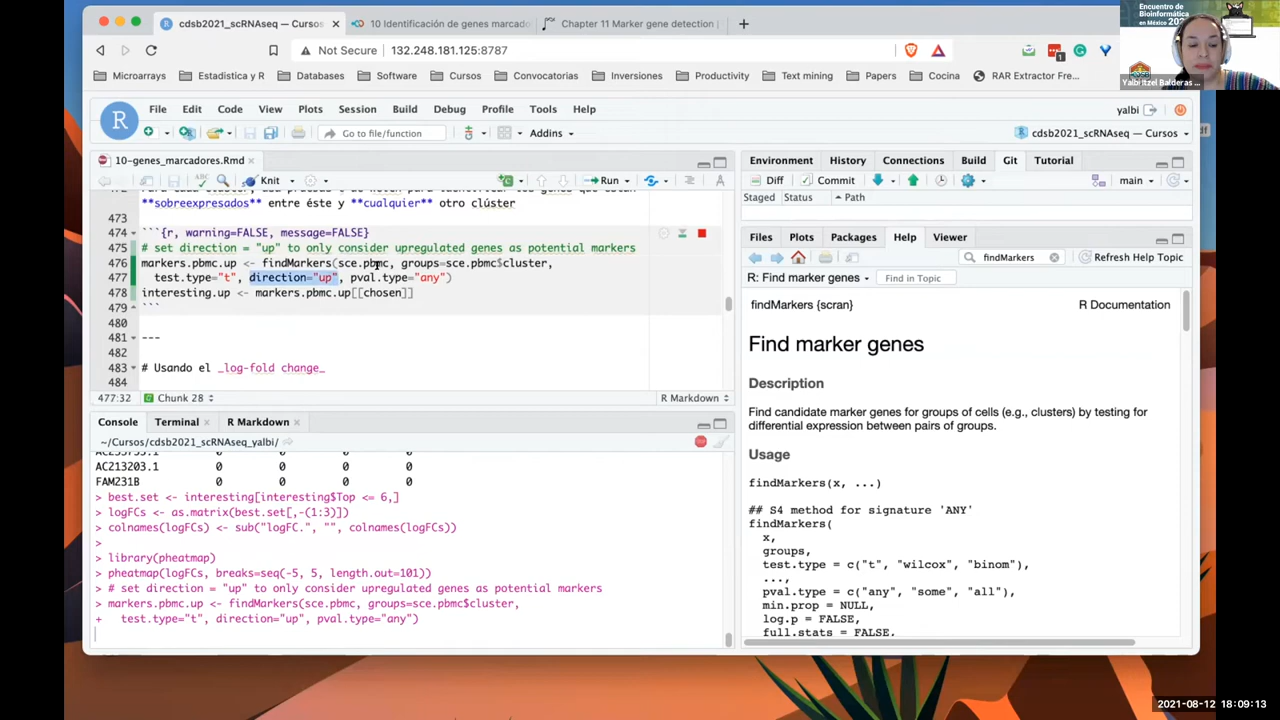 cdsb2021_scRNAseq — Cursos
10 Identificación de genes marcado
Chapter 11 Marker gene detection |
Not Secure | 132.248.181.125:8787
Microarrays
Estadistica y R
Databases
Software
Cursos
Convocatorias
Inversiones
Productivity
Text mining
Papers
Cocina
RAR Extractor Fre...
Encuentro de
Bioinformática
en México 202
Yalbi Itzel Balderas ...
R
File Edit Code View Plots Session Build Debug Profile Tools Help
yalbi
Go to file/function
Addins
cdsb2021_scRNAseq — Cursos
10-genes_marcadores.Rmd
Knit
Run
**sobreexpresados** entre éste y **cualquier** otro clúster
473
474 ```{r, warning=FALSE, message=FALSE}
475 # set direction = "up" to only consider upregulated genes as potential markers
476 markers.pbmc.up <- findMarkers(sce.pbmc, groups=sce.pbmc$cluster,
477 test.type="t", direction="up", pval.type="any")
478 interesting.up <- markers.pbmc.up[[chosen]]
479 ```
480
481 ---
482
483 # Usando el _log-fold change_
484
477:32 Chunk 28 R Markdown
Console Terminal R Markdown
~/Cursos/cdsb2021_scRNAseq_yalbi/
AC213203.1 0 0 0 0
FAM231B 0 0 0 0
> best.set <- interesting[interesting$Top <= 6,]
> logFCs <- as.matrix(best.set[,-(1:3)])
> colnames(logFCs) <- sub("logFC.", "", colnames(logFCs))
>
> library(pheatmap)
> pheatmap(logFCs, breaks=seq(-5, 5, length.out=101))
> # set direction = "up" to only consider upregulated genes as potential markers
> markers.pbmc.up <- findMarkers(sce.pbmc, groups=sce.pbmc$cluster,
+ test.type="t", direction="up", pval.type="any")
Environment History Connections Build Git Tutorial
Diff Commit main
Staged Status Path
Files Plots Packages Help Viewer
findMarkers Refresh Help Topic
R: Find marker genes Find in Topic
findMarkers {scran} R Documentation
Find marker genes
Description
Find candidate marker genes for groups of cells (e.g., clusters) by testing for
differential expression between pairs of groups.
Usage
findMarkers(x, ...)
## S4 method for signature 'ANY'
findMarkers(
x,
groups,
test.type = c("t", "wilcox", "binom"),
...,
pval.type = c("any", "some", "all"),
min.prop = NULL,
log.p = FALSE,
full.stats = FALSE,
2021-08-12 18:09:13